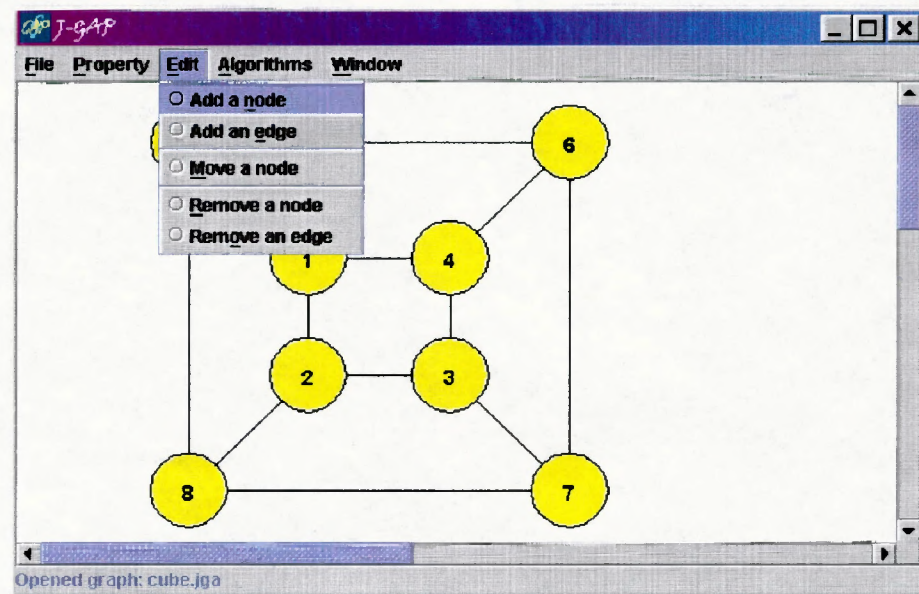 J-GAP
File Property Edit Algorithms Window
Add a node
Add an edge
Move a node
Remove a node
Remove an edge
6
1 4
2 3
8 7
Opened graph: cube.jga